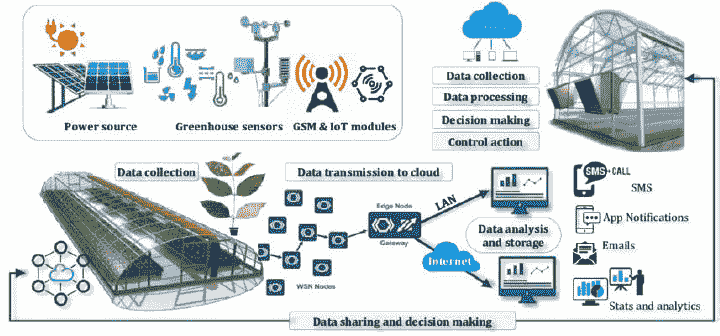 Power source
Greenhouse sensors
GSM & IoT modules
Data collection
Data processing
Decision making
Control action
Data collection
Data transmission to cloud
WSN Nodes
Edge Node
Gateway
LAN
Internet
Data analysis
and storage
SMS+CALL
SMS
App Notifications
Emails
Stats and analytics
Data sharing and decision making